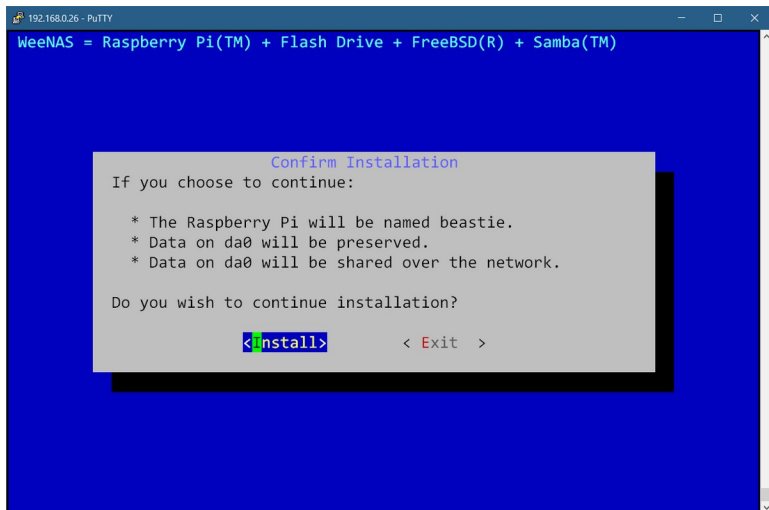 192.168.0.26 - PuTTY
WeeNAS = Raspberry Pi(TM) + Flash Drive + FreeBSD(R) + Samba(TM)
Confirm Installation
If you choose to continue:
* The Raspberry Pi will be named beastie.
* Data on da0 will be preserved.
* Data on da0 will be shared over the network.
Do you wish to continue installation?
<Install> < Exit >